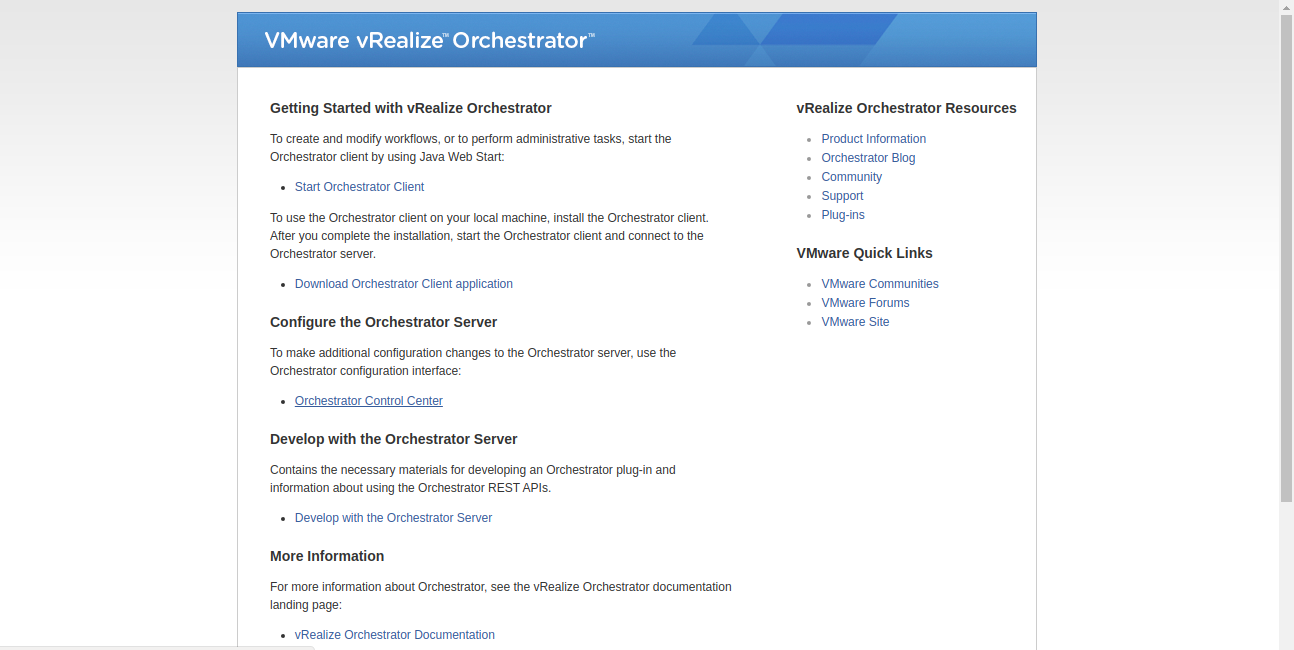 VMware vRealize™ Orchestrator™
Getting Started with vRealize Orchestrator
To create and modify workflows, or to perform administrative tasks, start the
Orchestrator client by using Java Web Start:
Start Orchestrator Client
To use the Orchestrator client on your local machine, install the Orchestrator client.
After you complete the installation, start the Orchestrator client and connect to the
Orchestrator server.
Download Orchestrator Client application
Configure the Orchestrator Server
To make additional configuration changes to the Orchestrator server, use the
Orchestrator configuration interface:
Orchestrator Control Center
Develop with the Orchestrator Server
Contains the necessary materials for developing an Orchestrator plug-in and
information about using the Orchestrator REST APIs.
Develop with the Orchestrator Server
More Information
For more information about Orchestrator, see the vRealize Orchestrator documentation
landing page:
vRealize Orchestrator Documentation
vRealize Orchestrator Resources
Product Information
Orchestrator Blog
Community
Support
Plug-ins
VMware Quick Links
VMware Communities
VMware Forums
VMware Site